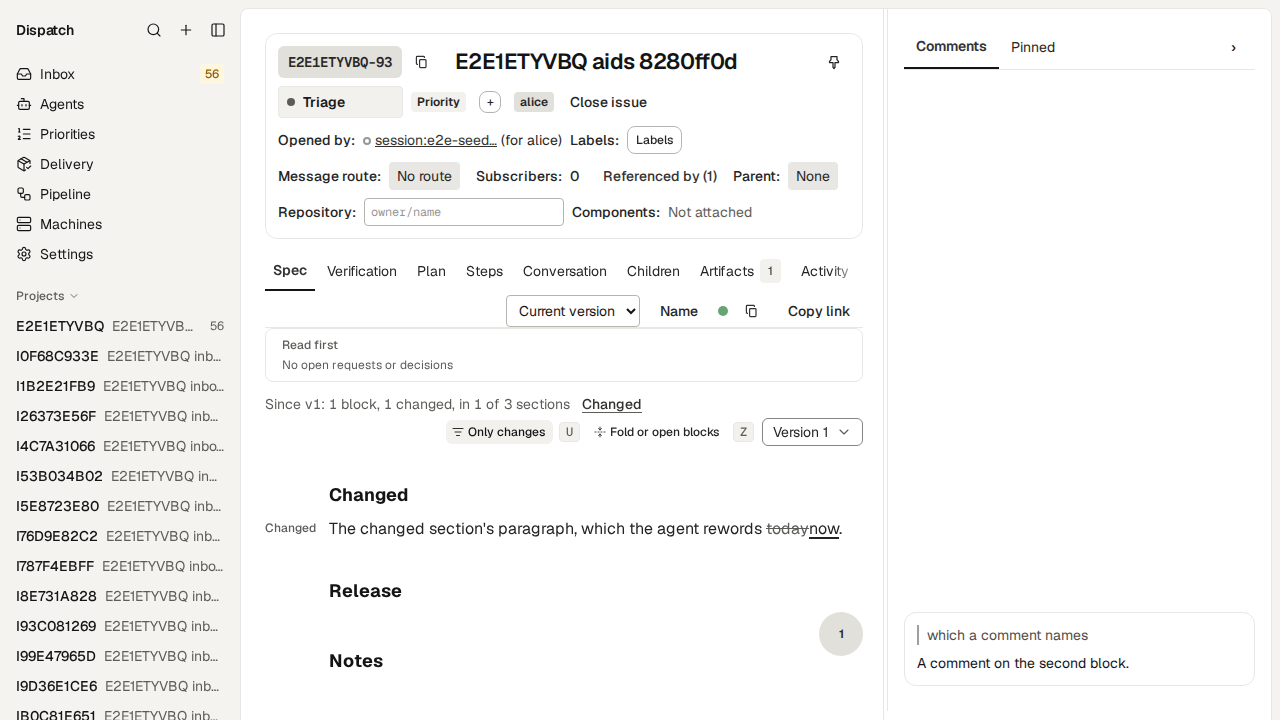 Dispatch
Inbox 56
Agents
Priorities
Delivery
Pipeline
Machines
Settings
Projects
E2E1ETYVBQ E2E1ETYVB... 56
I0F68C933E E2E1ETYVBQ inb...
I1B2E21FB9 E2E1ETYVBQ inbo...
I26373E56F E2E1ETYVBQ inb...
I4C7A31066 E2E1ETYVBQ inb...
I53B034B02 E2E1ETYVBQ in...
I5E8723E80 E2E1ETYVBQ inb...
I76D9E82C2 E2E1ETYVBQ inb...
I787F4EBFF E2E1ETYVBQ inbo...
I8E731A828 E2E1ETYVBQ inb...
I93C081269 E2E1ETYVBQ inb...
I99E47965D E2E1ETYVBQ inb...
I9D36E1CE6 E2E1ETYVBQ inb...
IB0C81E651 E2E1ETYVBQ inb...
E2E1ETYVBQ-93 E2E1ETYVBQ aids 8280ff0d
Triage Priority + alice Close issue
Opened by: session:e2e-seed... (for alice) Labels: Labels
Message route: No route Subscribers: 0 Referenced by (1) Parent: None
Repository: owner/name Components: Not attached
Spec Verification Plan Steps Conversation Children Artifacts 1 Activity
Current version Name Copy link
Read first
No open requests or decisions
Since v1: 1 block, 1 changed, in 1 of 3 sections Changed
Only changes U Fold or open blocks Z Version 1
Changed
Changed The changed section's paragraph, which the agent rewords todaynow.
Release
1
Notes
Comments Pinned ›
which a comment names
A comment on the second block.